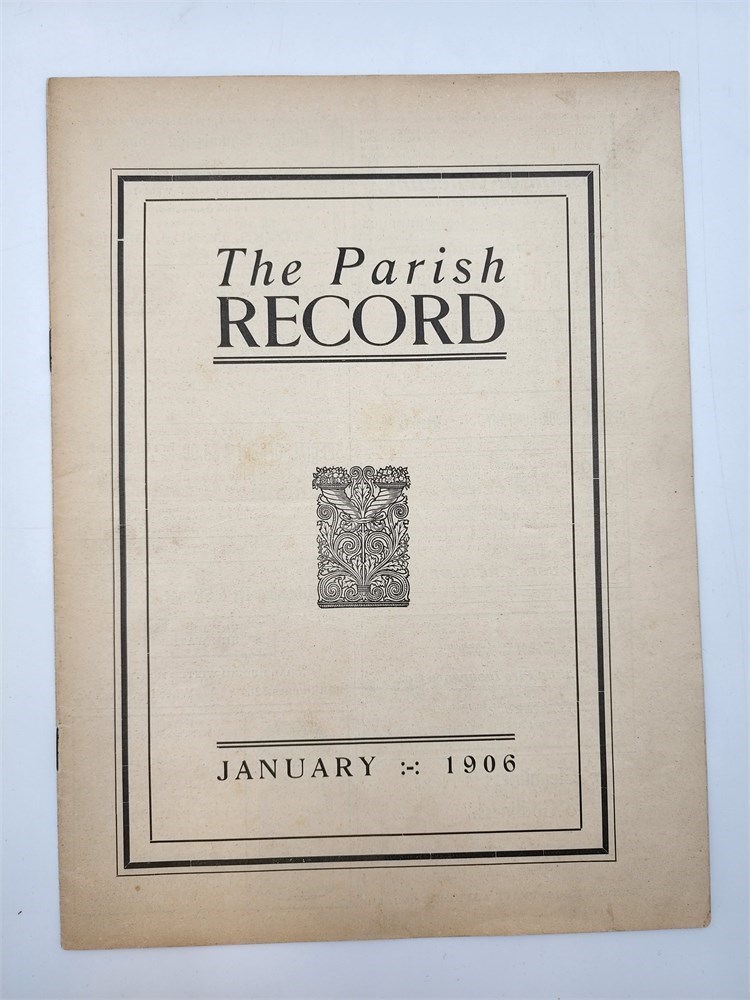 The Parish
RECORD
JANUARY :-: 1906